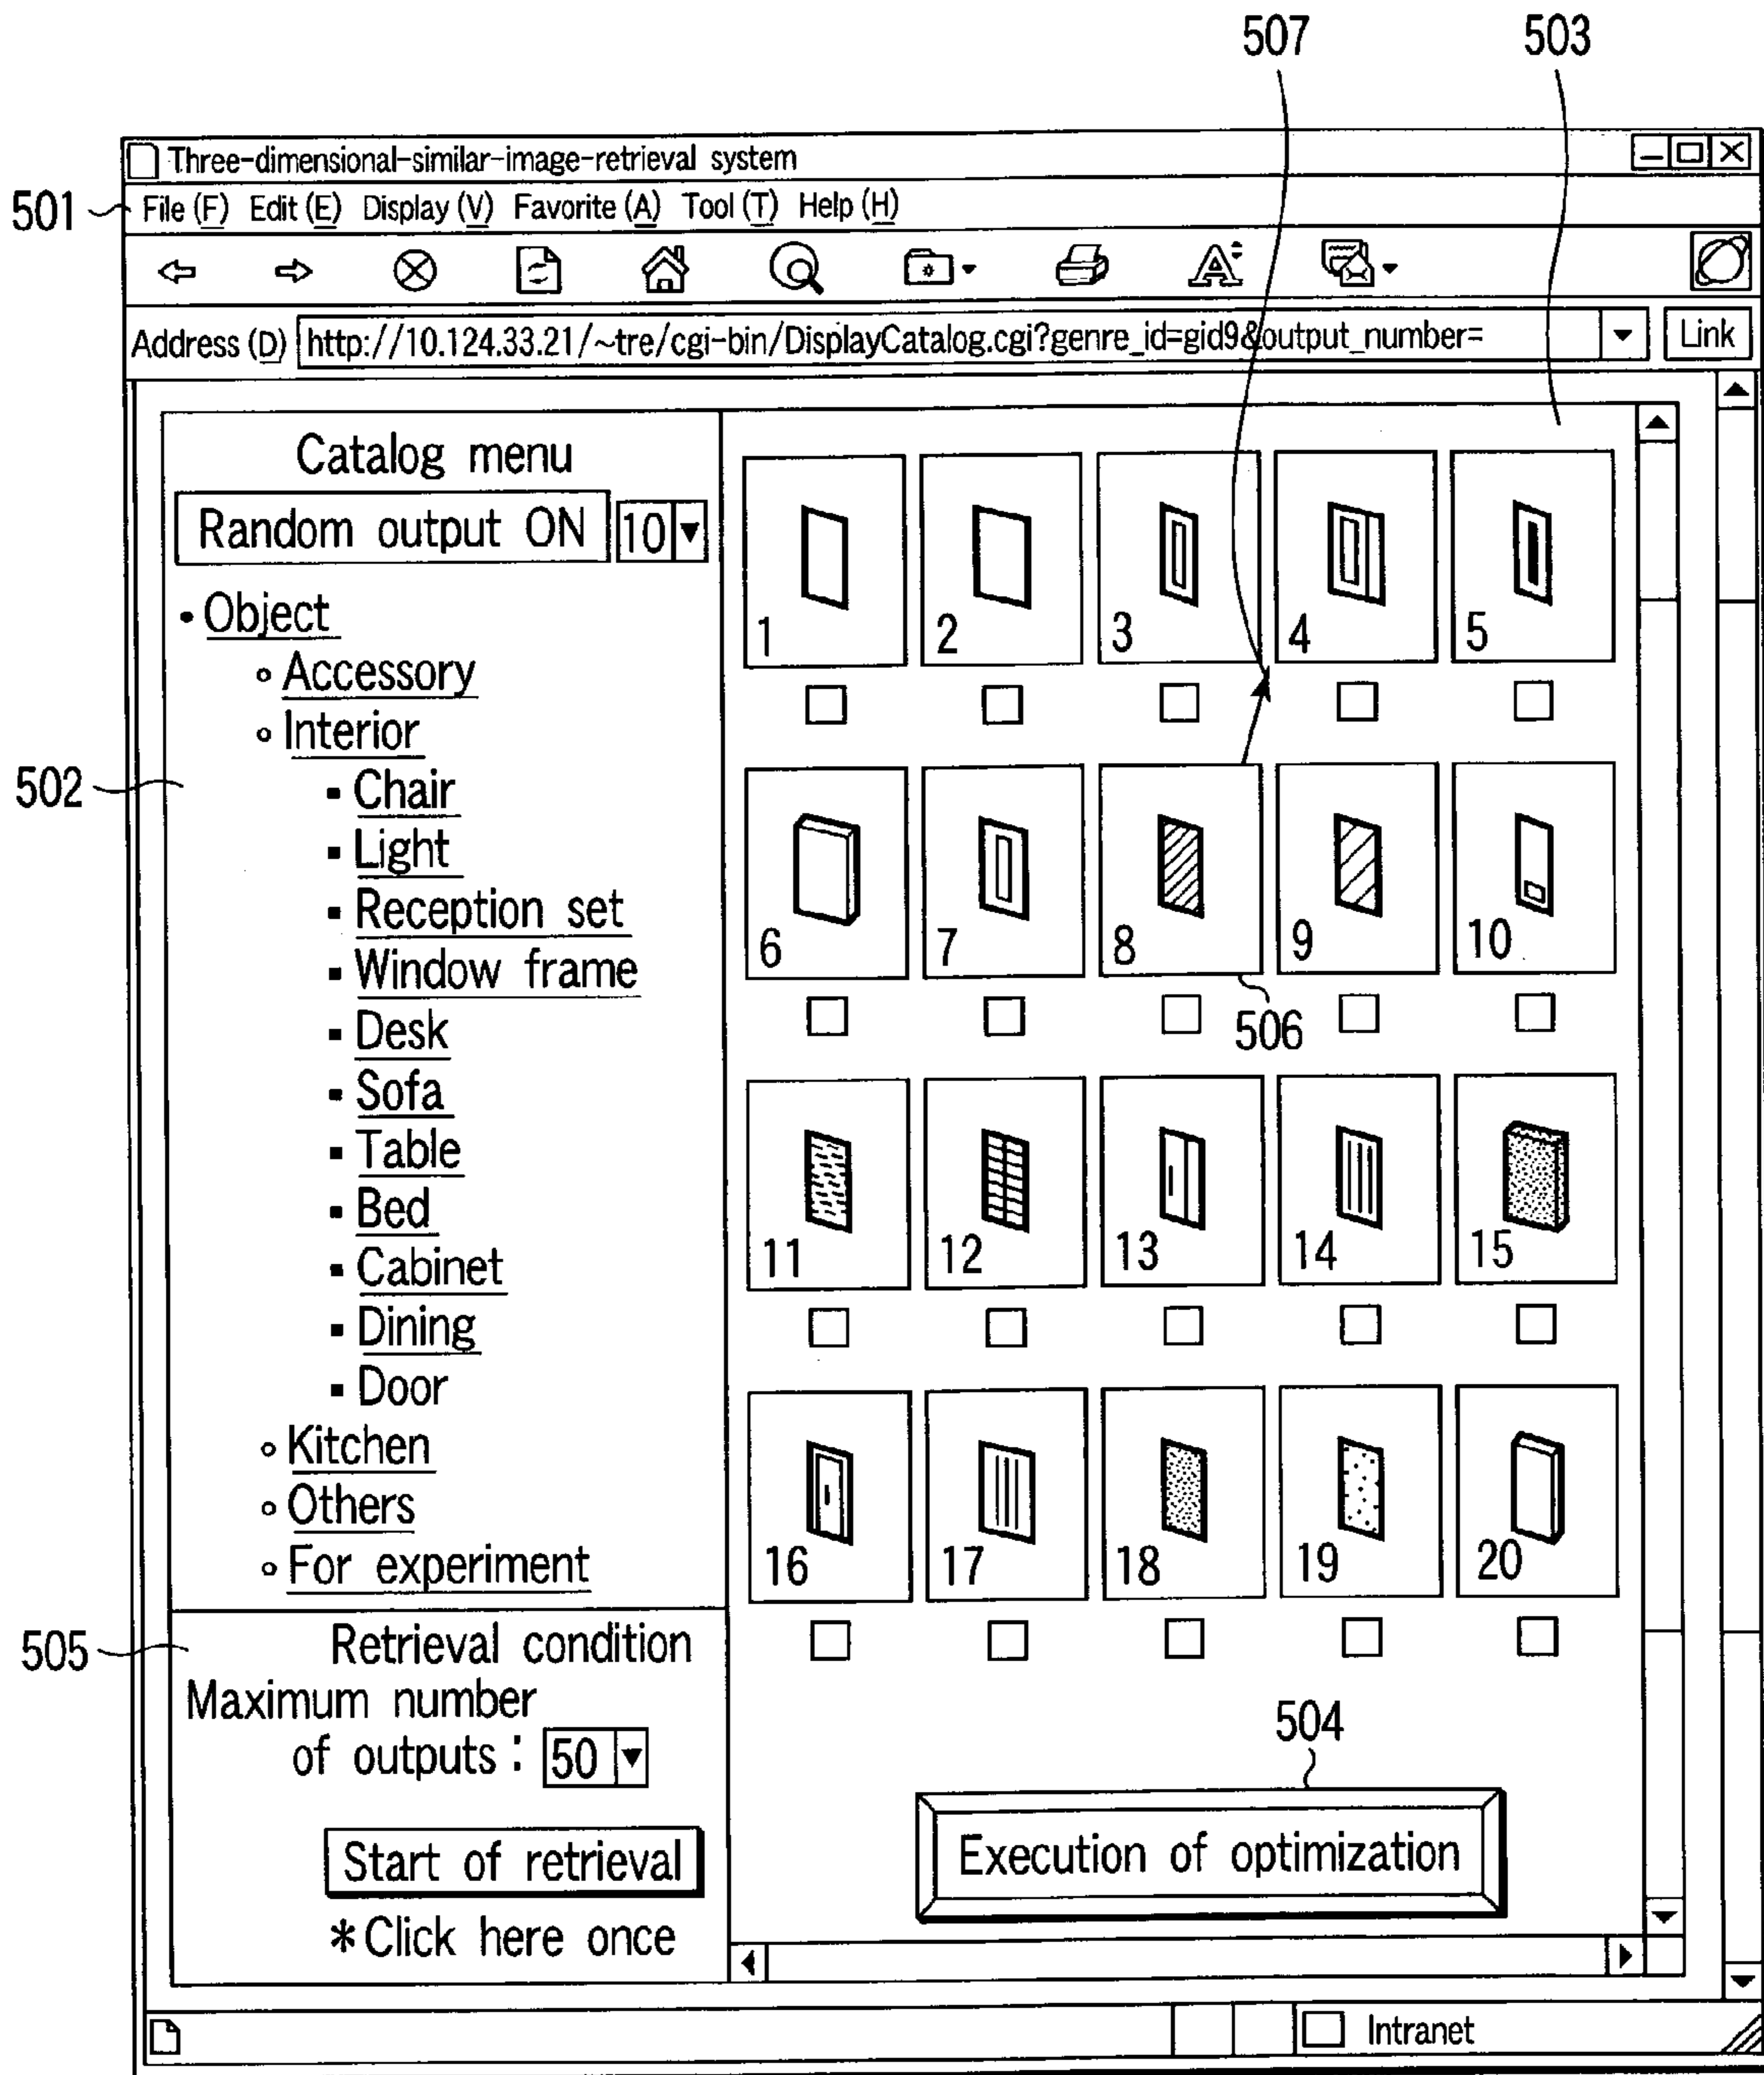 507 503
Three-dimensional-similar-image-retrieval system
501
File (F) Edit (E) Display (V) Favorite (A) Tool (T) Help (H)
Address (D) http://10.124.33.21/~tre/cgi-bin/DisplayCatalog.cgi?genre_id=gid9&output_number= Link
Catalog menu
Random output ON 10
• Object
◦ Accessory
◦ Interior
502
▪ Chair
▪ Light
▪ Reception set
▪ Window frame
▪ Desk
▪ Sofa
▪ Table
▪ Bed
▪ Cabinet
▪ Dining
▪ Door
◦ Kitchen
◦ Others
◦ For experiment
505
Retrieval condition
Maximum number
of outputs : 50
Start of retrieval
*Click here once
1 2 3 4 5
6 7 8 9 10
506
11 12 13 14 15
16 17 18 19 20
504
Execution of optimization
Intranet